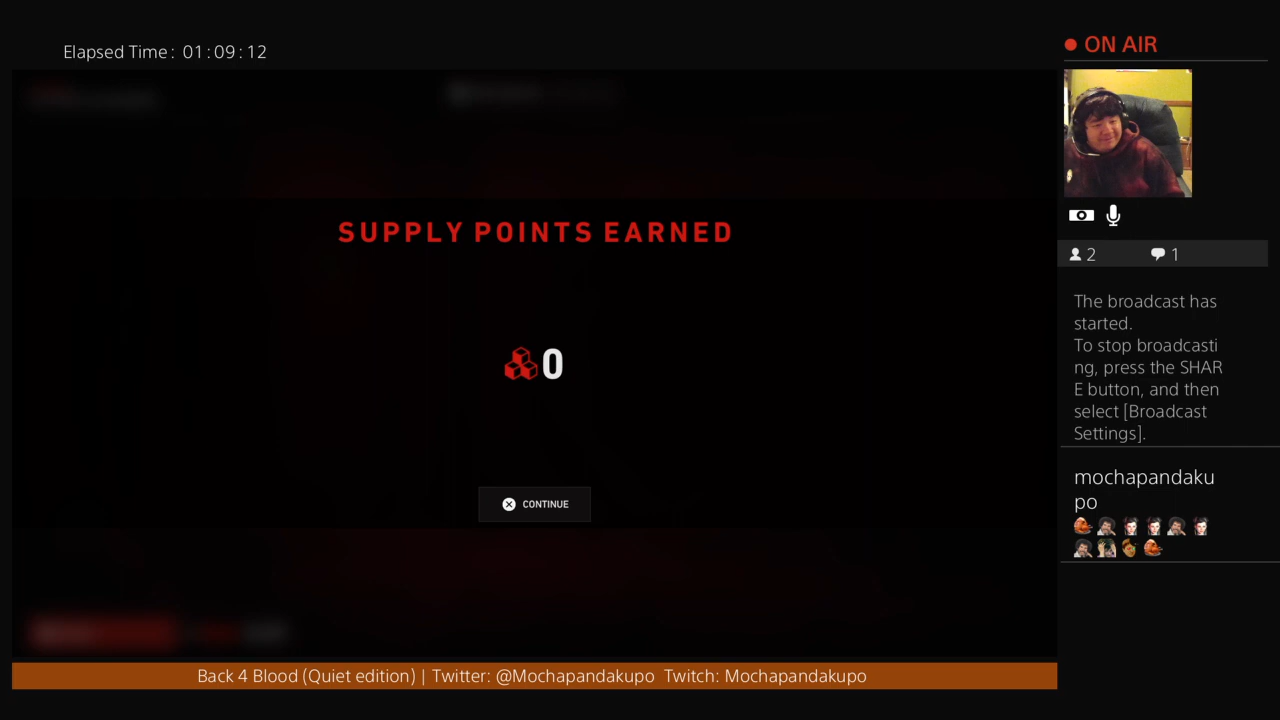 Elapsed Time: 01:09:12
ON AIR
SUPPLY POINTS EARNED
0
CONTINUE
2
1
The broadcast has
started.
To stop broadcasti
ng, press the SHAR
E button, and then
select [Broadcast
Settings].
mochapandaku
po
Back 4 Blood (Quiet edition) | Twitter: @Mochapandakupo Twitch: Mochapandakupo